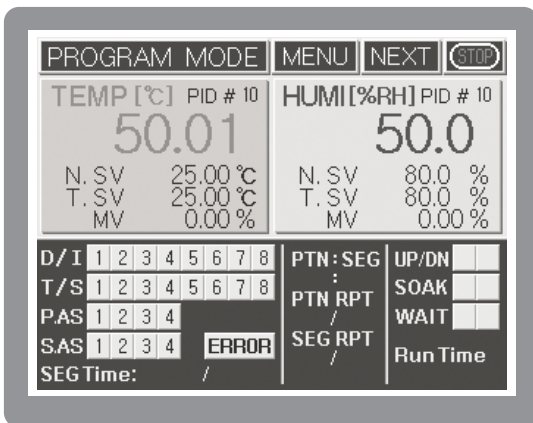 PROGRAM MODE MENU NEXT STOP
TEMP [℃] PID # 10
50.01
N. SV 25.00 ℃
T. SV 25.00 ℃
MV 0.00 %
HUMI [%RH] PID # 10
50.0
N. SV 80.0 %
T. SV 80.0 %
MV 0.00 %
D/I 1 2 3 4 5 6 7 8
T/S 1 2 3 4 5 6 7 8
P.AS 1 2 3 4
S.AS 1 2 3 4 ERROR
SEG Time: /
PTN : SEG
:
PTN RPT
/
SEG RPT
/
UP/DN
SOAK
WAIT
Run Time